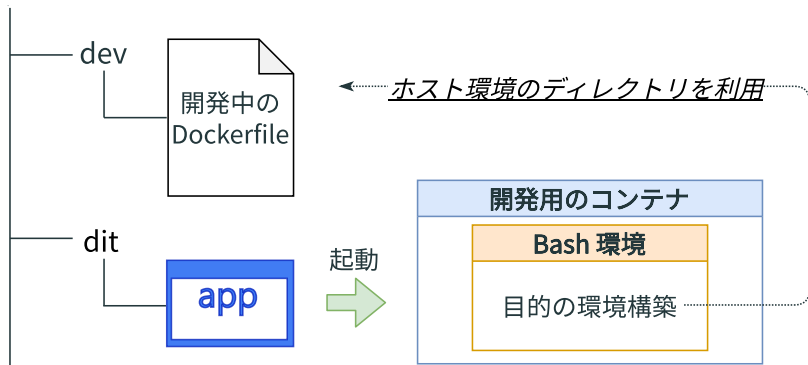 dev
開発中の
Dockerfile
ホスト環境のディレクトリを利用
dit
app
起動
開発用のコンテナ
Bash 環境
目的の環境構築